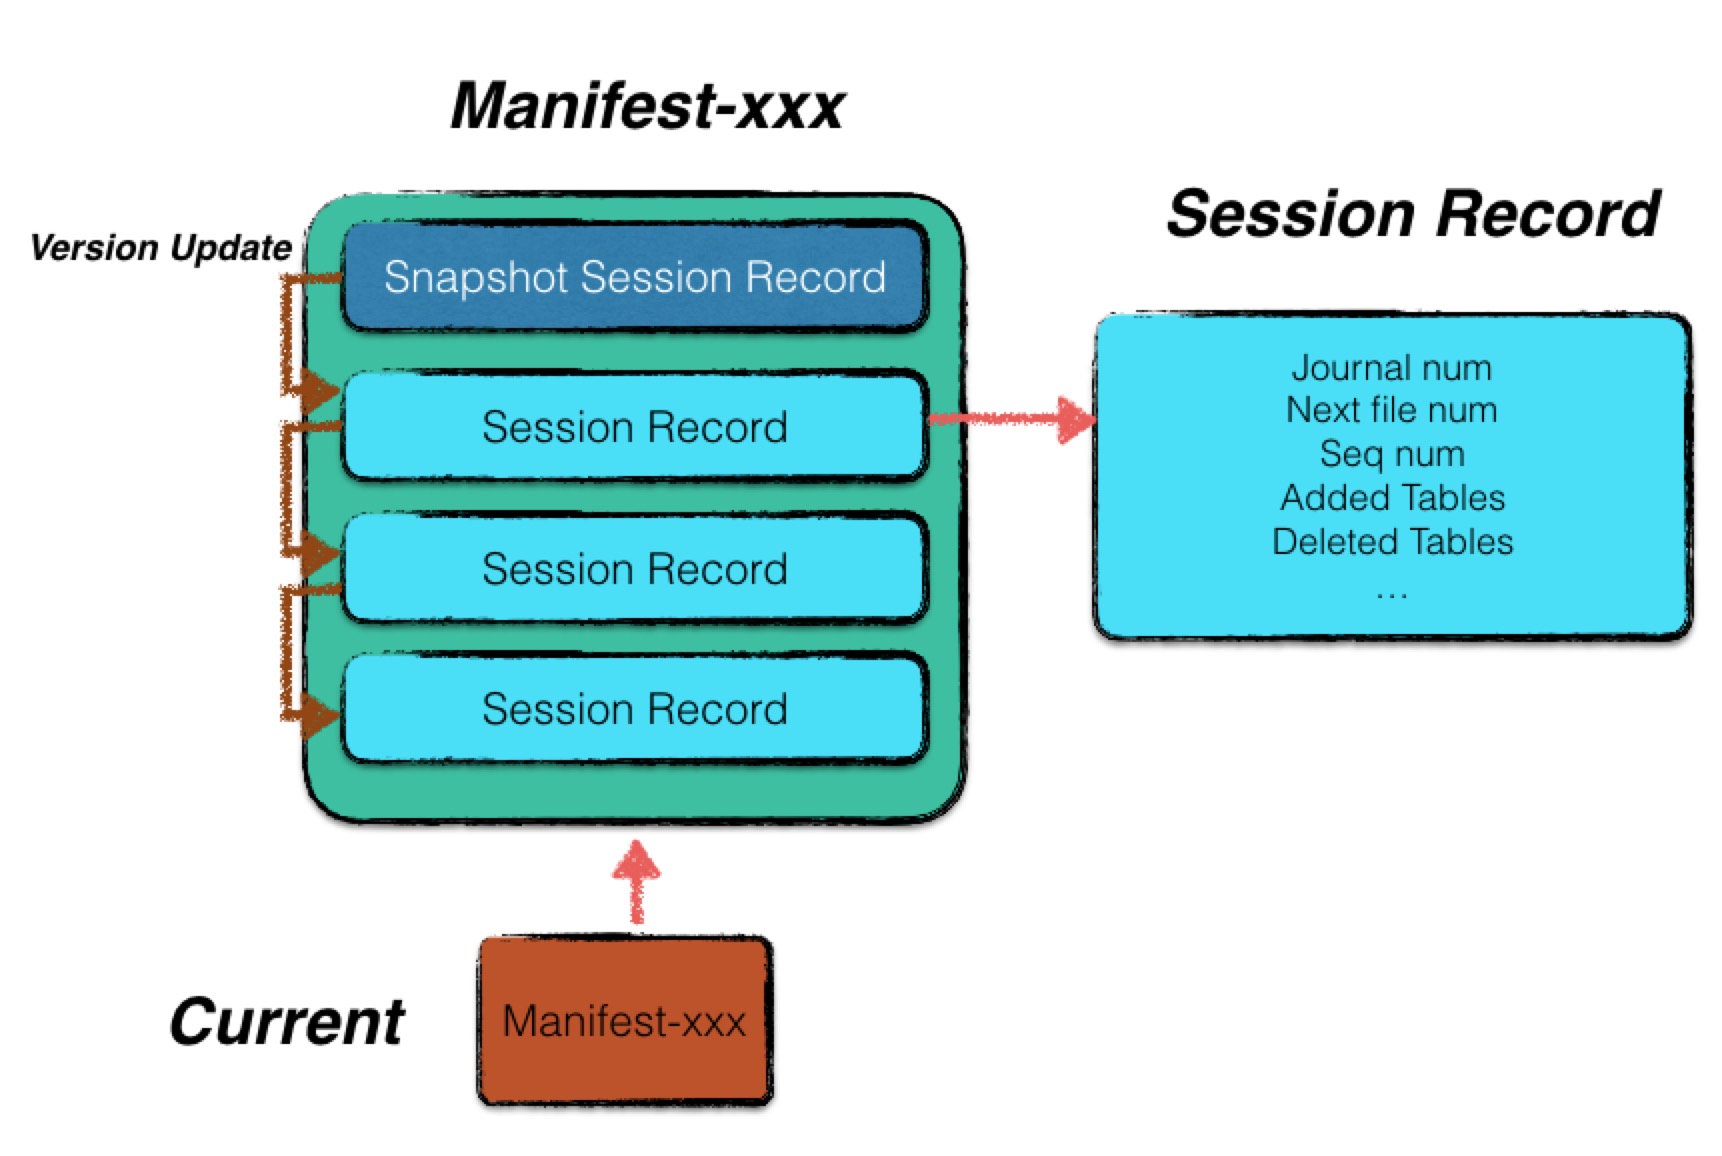 Manifest-xxx
Version Update
Snapshot Session Record
Session Record
Session Record
Session Record
Session Record
Journal num
Next file num
Seq num
Added Tables
Deleted Tables
...
Current
Manifest-xxx